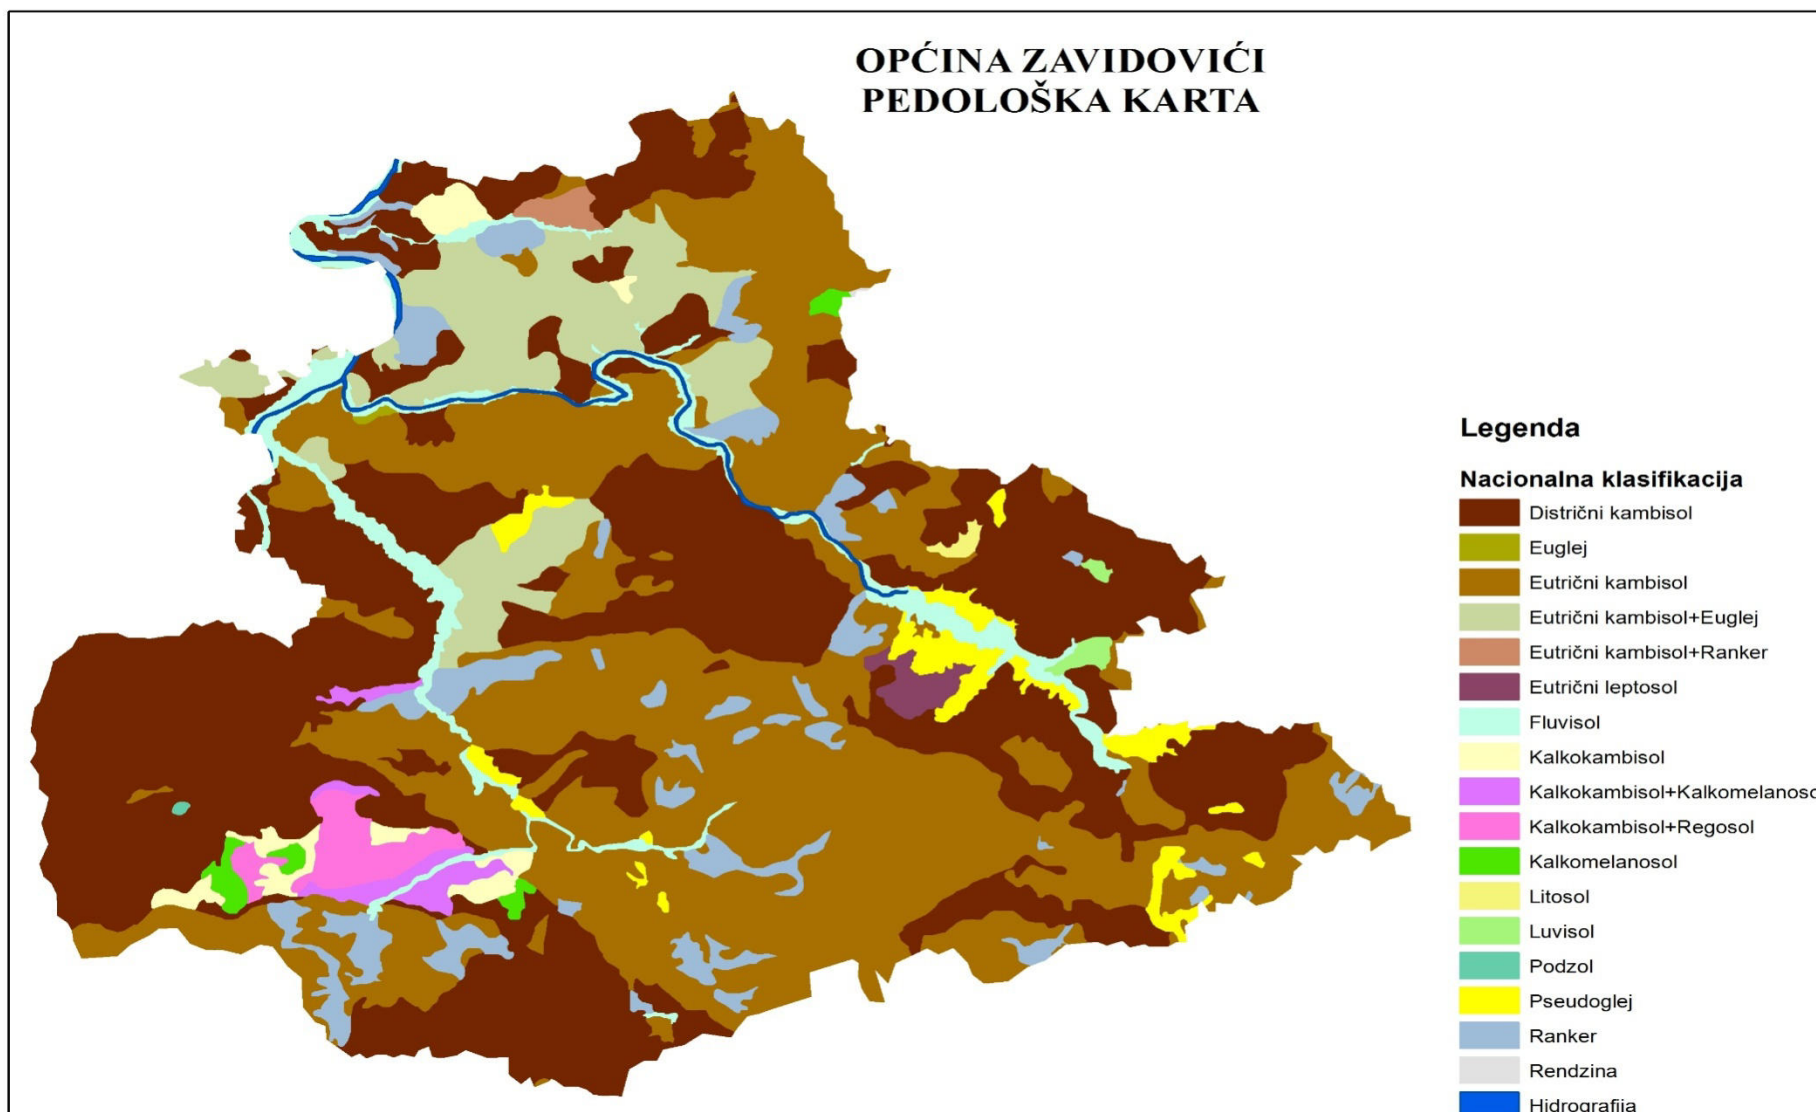 OPĆINA ZAVIDOVIĆI
PEDOLOŠKA KARTA
Legenda
Nacionalna klasifikacija
Distrični kambisol
Euglej
Eutrični kambisol
Eutrični kambisol+Euglej
Eutrični kambisol+Ranker
Eutrični leptosol
Fluvisol
Kalkokambisol
Kalkokambisol+Kalkomelanosol
Kalkokambisol+Regosol
Kalkomelanosol
Litosol
Luvisol
Podzol
Pseudoglej
Ranker
Rendzina
Hidrografija